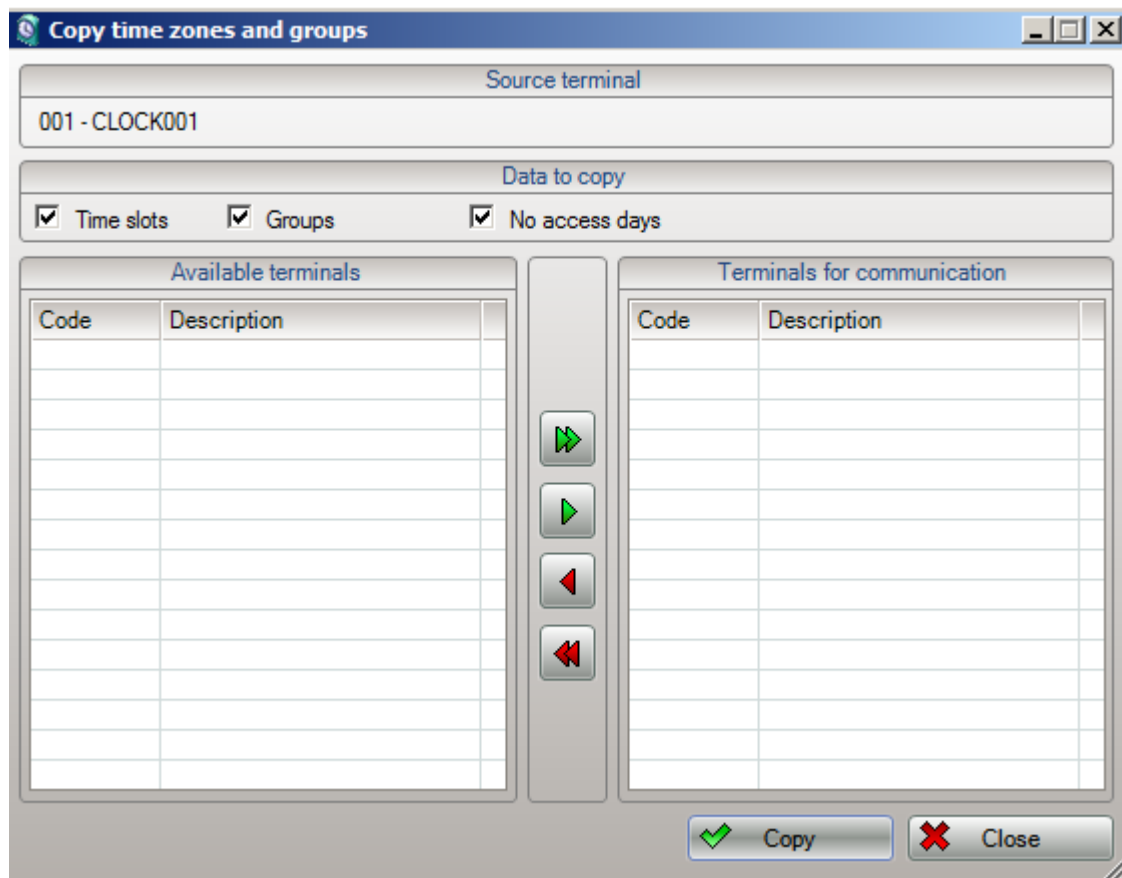 Copy time zones and groups
Source terminal
001 - CLOCK001
Data to copy
Time slots Groups No access days
Available terminals Terminals for communication
Code Description Code Description
Copy Close